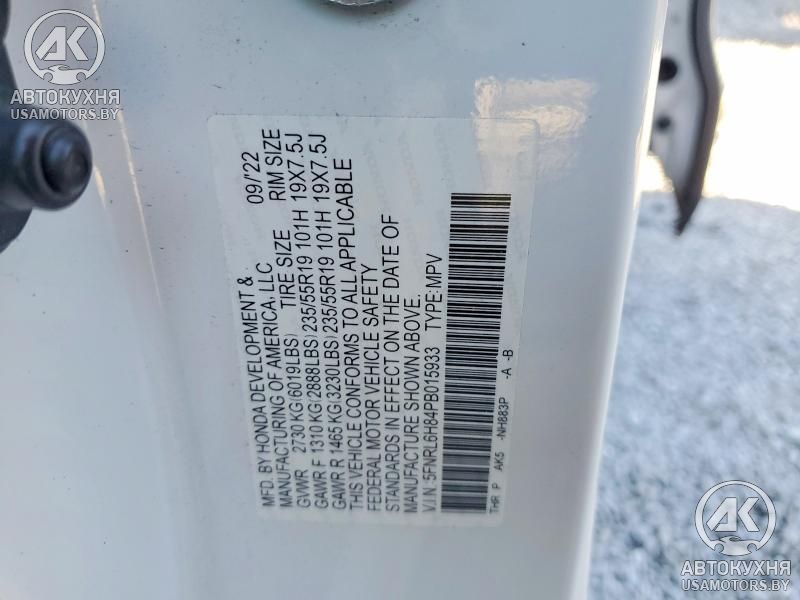 AK
АВТОКУХНЯ
USAMOTORS.BY
MFD. BY HONDA DEVELOPMENT & 09/'22
MANUFACTURING OF AMERICA, LLC
TIRE SIZE RIM SIZE
GVWR 2730 KG(6019LBS)
GAWR F 1310 KG(2888LBS)235/55R19 101H 19X7.5J
GAWR R 1465 KG(3230LBS)235/55R19 101H 19X7.5J
THIS VEHICLE CONFORMS TO ALL APPLICABLE
FEDERAL MOTOR VEHICLE SAFETY
STANDARDS IN EFFECT ON THE DATE OF
MANUFACTURE SHOWN ABOVE.
V.I.N: 5FNRL6H84PB015933 TYPE:MPV
THR P AK5 -NH883P -A -B
AK
АВТОКУХНЯ
USAMOTORS.BY